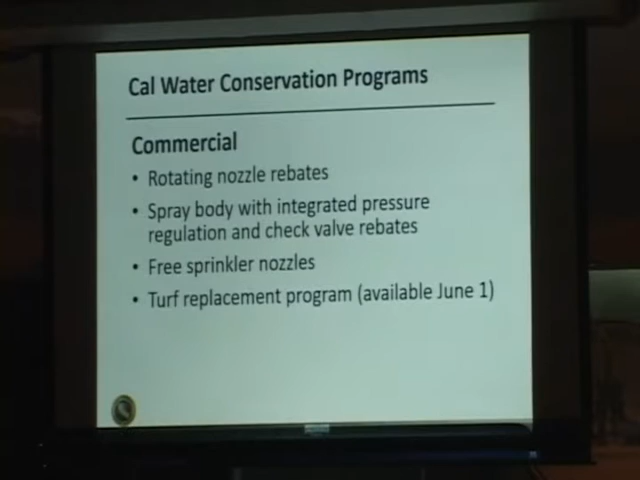 Cal Water Conservation Programs
Commercial
• Rotating nozzle rebates
• Spray body with integrated pressure
regulation and check valve rebates
• Free sprinkler nozzles
• Turf replacement program (available June 1)